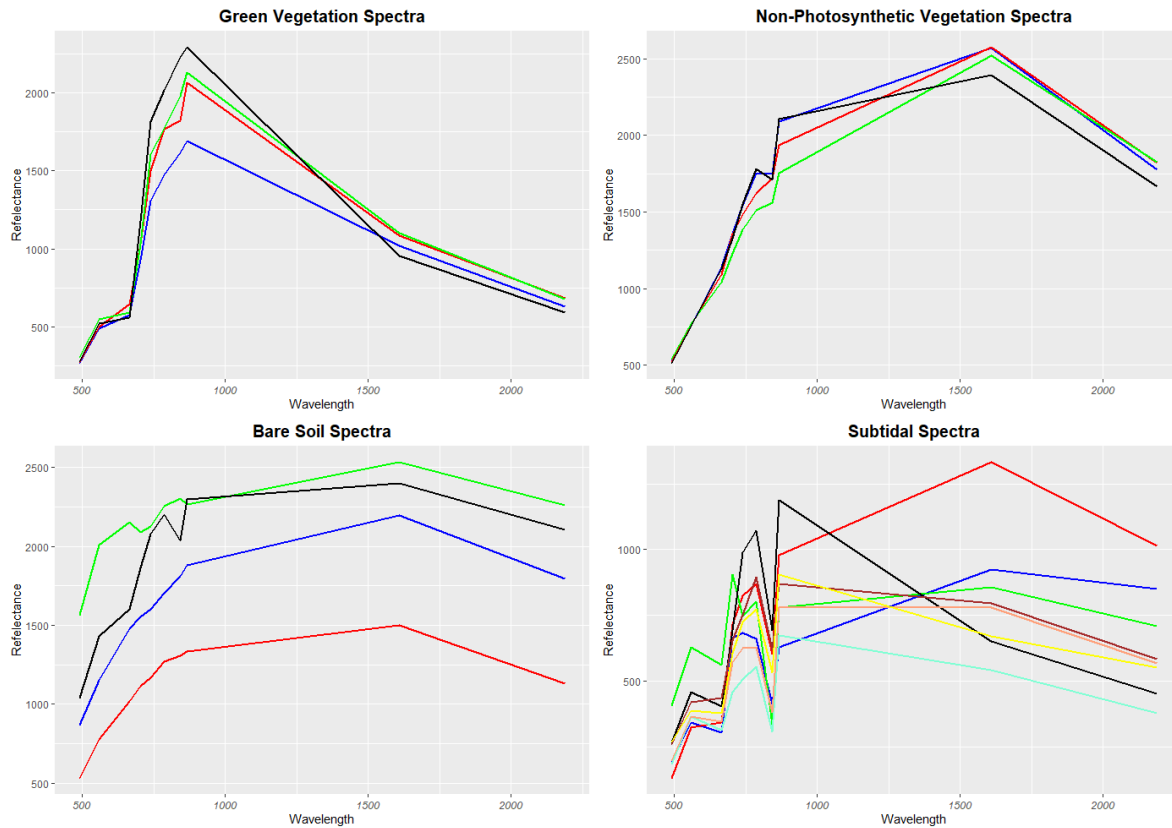 Green Vegetation Spectra
Refelectance
2000
1500
1000
500
500 1000 1500 2000
Wavelength
Non-Photosynthetic Vegetation Spectra
Refelectance
2500
2000
1500
1000
500
500 1000 1500 2000
Wavelength
Bare Soil Spectra
Reflectance
2500
2000
1500
1000
500
500 1000 1500 2000
Wavelength
Subtidal Spectra
Reflectance
1000
500
500 1000 1500 2000
Wavelength